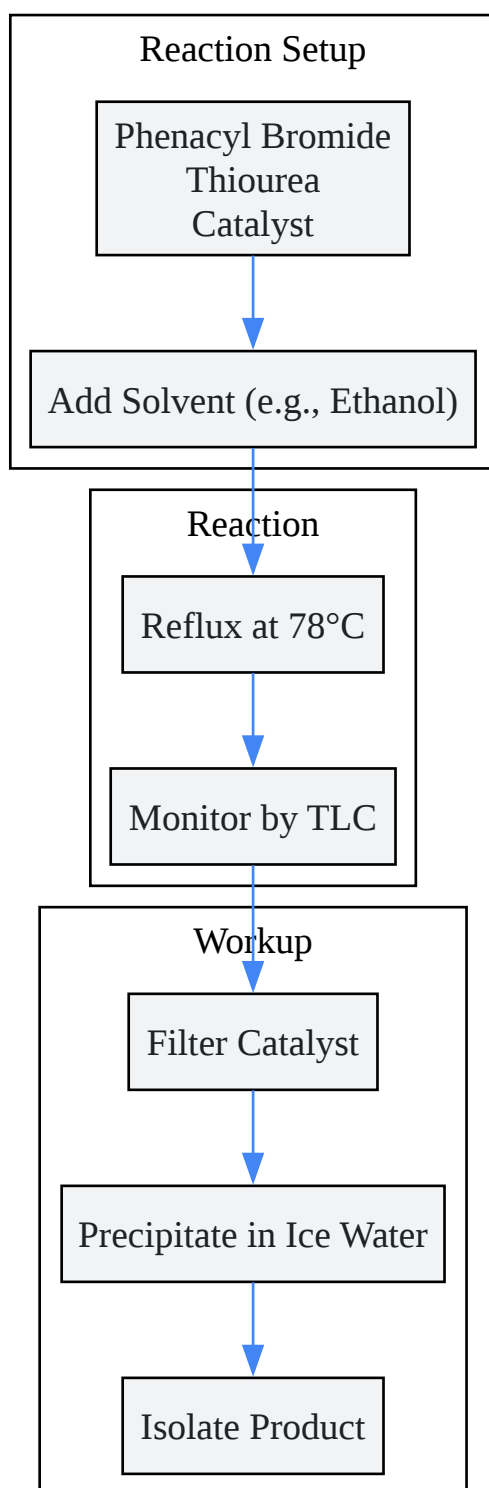 Reaction Setup
Phenacyl Bromide
Thiourea
Catalyst
Add Solvent (e.g., Ethanol)
Reaction
Reflux at 78°C
Monitor by TLC
Workup
Filter Catalyst
Precipitate in Ice Water
Isolate Product